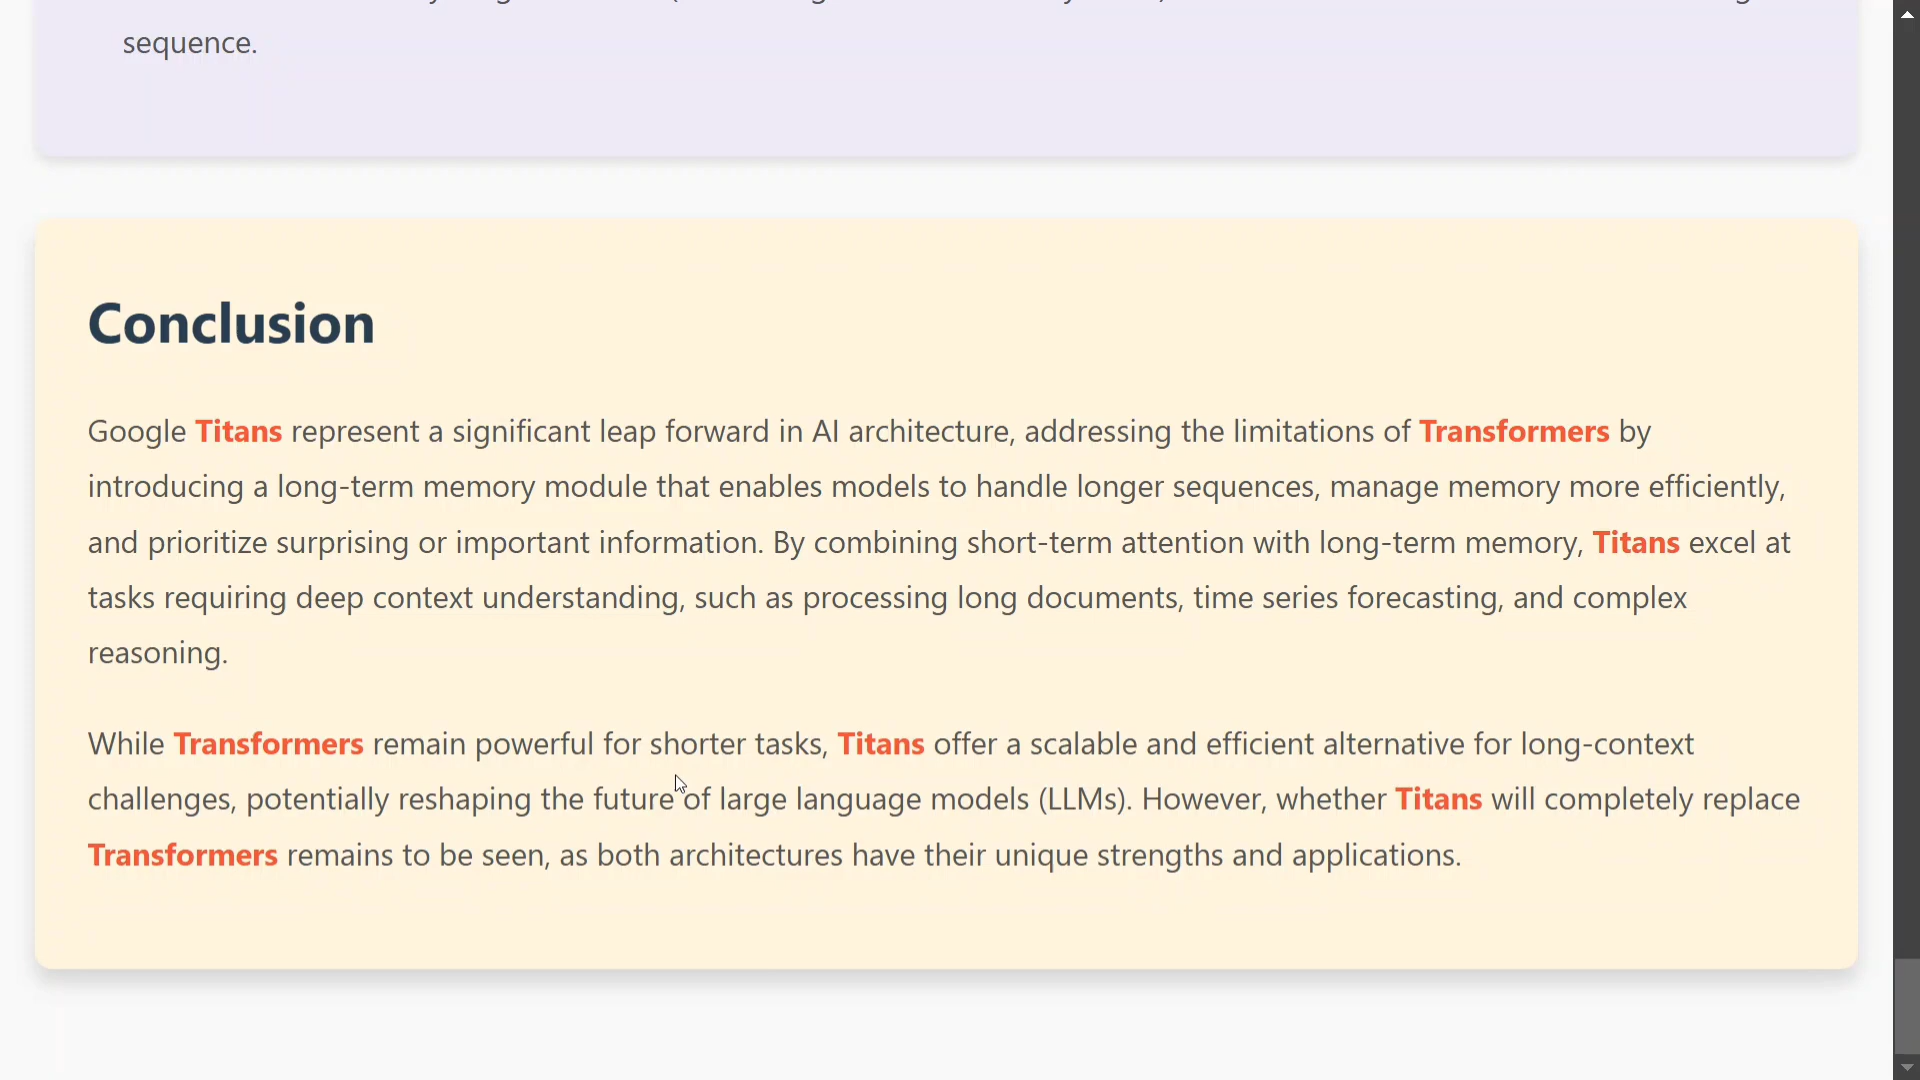 sequence.
Conclusion
Google Titans represent a significant leap forward in AI architecture, addressing the limitations of Transformers by
introducing a long-term memory module that enables models to handle longer sequences, manage memory more efficiently,
and prioritize surprising or important information. By combining short-term attention with long-term memory, Titans excel at
tasks requiring deep context understanding, such as processing long documents, time series forecasting, and complex
reasoning.
While Transformers remain powerful for shorter tasks, Titans offer a scalable and efficient alternative for long-context
challenges, potentially reshaping the future of large language models (LLMs). However, whether Titans will completely replace
Transformers remains to be seen, as both architectures have their unique strengths and applications.